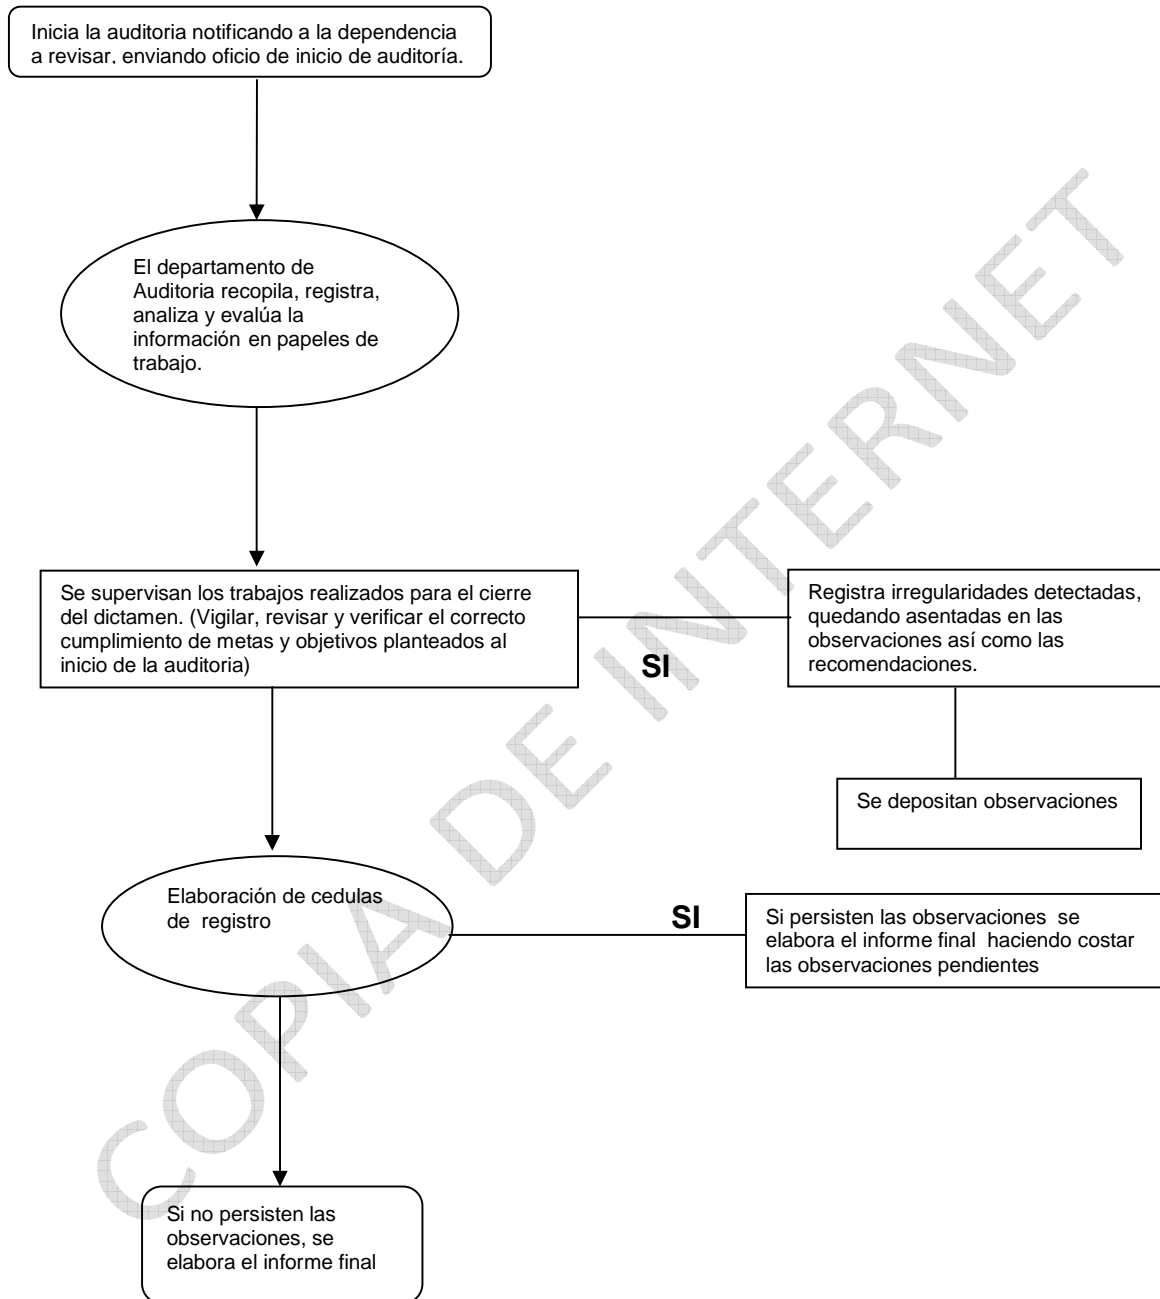 Inicia la auditoria notificando a la dependencia
a revisar, enviando oficio de inicio de auditoría.
El departamento de
Auditoria recopila, registra,
analiza y evalúa la
información en papeles de
trabajo.
Se supervisan los trabajos realizados para el cierre
del dictamen. (Vigilar, revisar y verificar el correcto
cumplimiento de metas y objetivos planteados al
inicio de la auditoria)
SI
Registra irregularidades detectadas,
quedando asentadas en las
observaciones así como las
recomendaciones.
Se depositan observaciones
Elaboración de cedulas
de registro
SI
Si persisten las observaciones se
elabora el informe final haciendo costar
las observaciones pendientes
Si no persisten las
observaciones, se
elabora el informe final
COPIA DE INTERNET